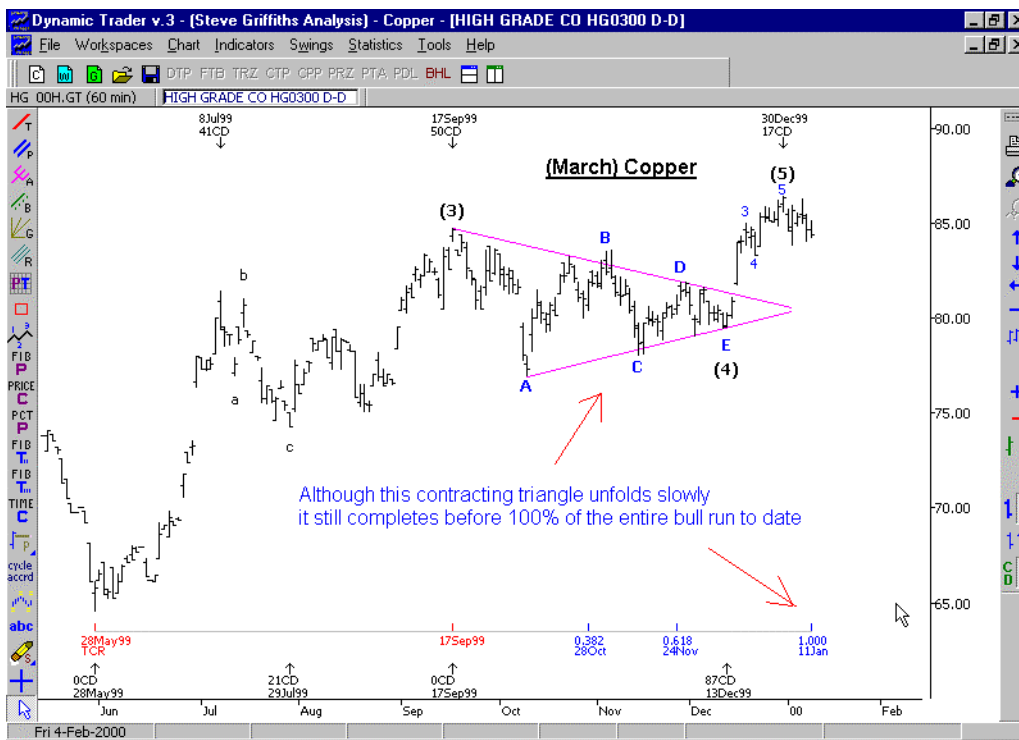 Dynamic Trader v.3 - (Steve Griffiths Analysis) - Copper - [HIGH GRADE CO HG0300 D-D]
File Workspaces Chart Indicators Swings Statistics Tools Help
C W G DTP FTB TRZ CTP CPP PRZ PTA PDL BHL
HG 00H.GT (60 min) HIGH GRADE CO HG0300 D-D
8Jul99 17Sep99 30Dec99
41CD 50CD 17CD
90.00
(March) Copper
(5)
5
(3)
3
85.00
4
B
D
b
80.00
E
C
(4)
A
a
75.00
c
Although this contracting triangle unfolds slowly
it still completes before 100% of the entire bull run to date
70.00
65.00
28May99 17Sep99 0.382 0.618 1.000
TCR 28Oct 24Nov 11Jan
0CD 21CD 0CD 87CD
28May99 29Jul99 17Sep99 13Dec99
Jun Jul Aug Sep Oct Nov Dec 00 Feb
Fri 4-Feb-2000
T
P
A
B
G
R
PT
1 3
2
FIB
P
PRICE
C
PCT
P
FIB
T
FIB
T
TIME
C
P
cycle
accrd
abc
S
C
D